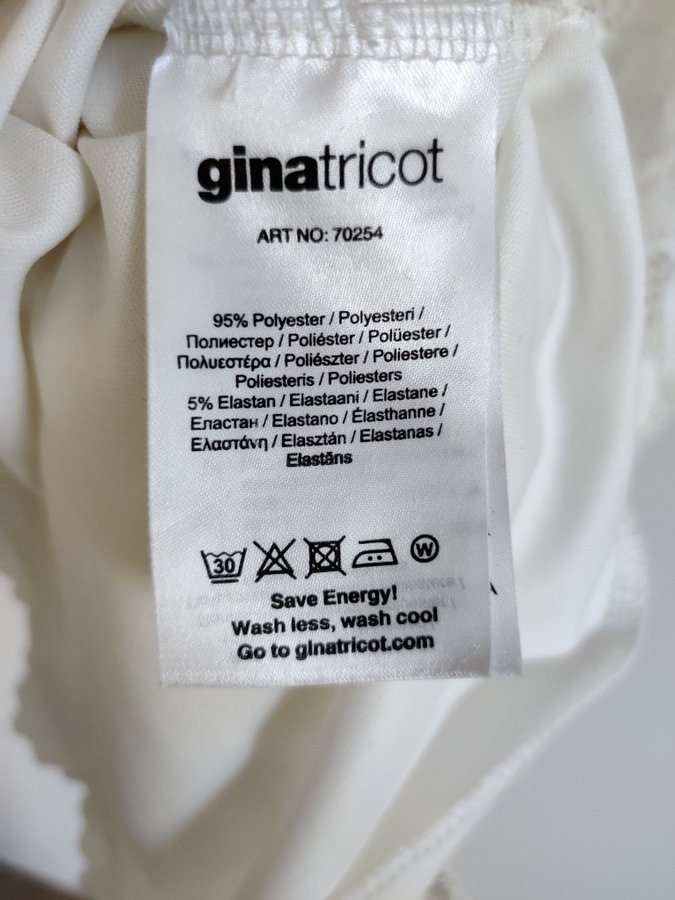 ginatricot
ART NO: 70254
95% Polyester / Polyesteri /
Полиестер / Poliéster / Polüester /
Πολυεστέρα / Poliészter / Poliestere /
Poliesteris / Poliesters
5% Elastan / Elastaani / Elastane /
Еластан / Elastano / Élasthanne /
Ελαστάνη / Elasztán / Elastanas /
Elastāns
30 W
Save Energy!
Wash less, wash cool
Go to ginatricot.com